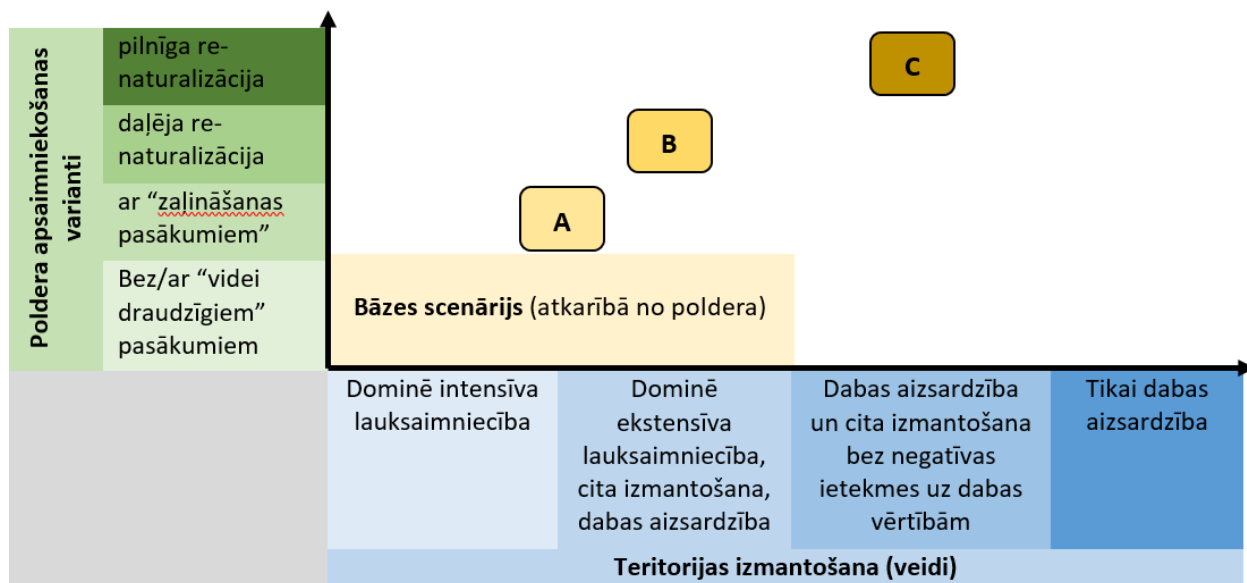 Poldera apsaimniekošanas
varianti
pilnīga re-
naturalizācija
daļēja re-
naturalizācija
ar “zaļināšanas
pasākumiem”
Bez/ar “videi
draudzīgiem”
pasākumiem
C
B
A
Bāzes scenārijs (atkarībā no poldera)
Dominē intensīva
lauksaimniecība
Dominē
ekstensīva
lauksaimniecība,
cita izmantošana,
dabas aizsardzība
Dabas aizsardzība
un cita izmantošana
bez negatīvas
ietekmes uz dabas
vērtībām
Tikai dabas
aizsardzība
Teritorijas izmantošana (veidi)